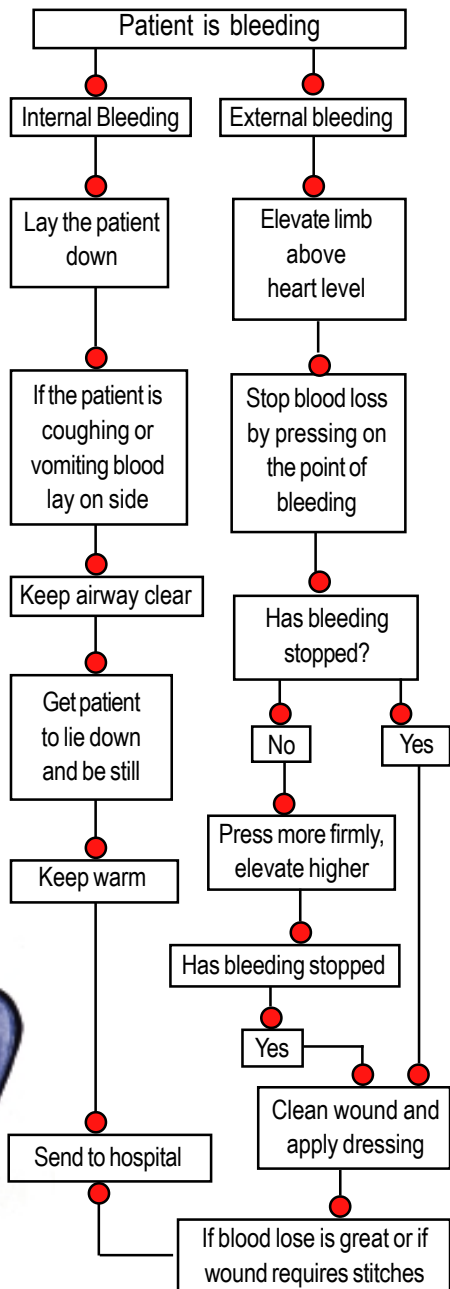 Patient is bleeding
Internal Bleeding
External bleeding
Lay the patient
down
Elevate limb
above
heart level
If the patient is
coughing or
vomiting blood
lay on side
Stop blood loss
by pressing on
the point of
bleeding
Keep airway clear
Has bleeding
stopped?
Get patient
to lie down
and be still
No
Yes
Press more firmly,
elevate higher
Keep warm
Has bleeding stopped
Yes
Clean wound and
apply dressing
Send to hospital
If blood lose is great or if
wound requires stitches